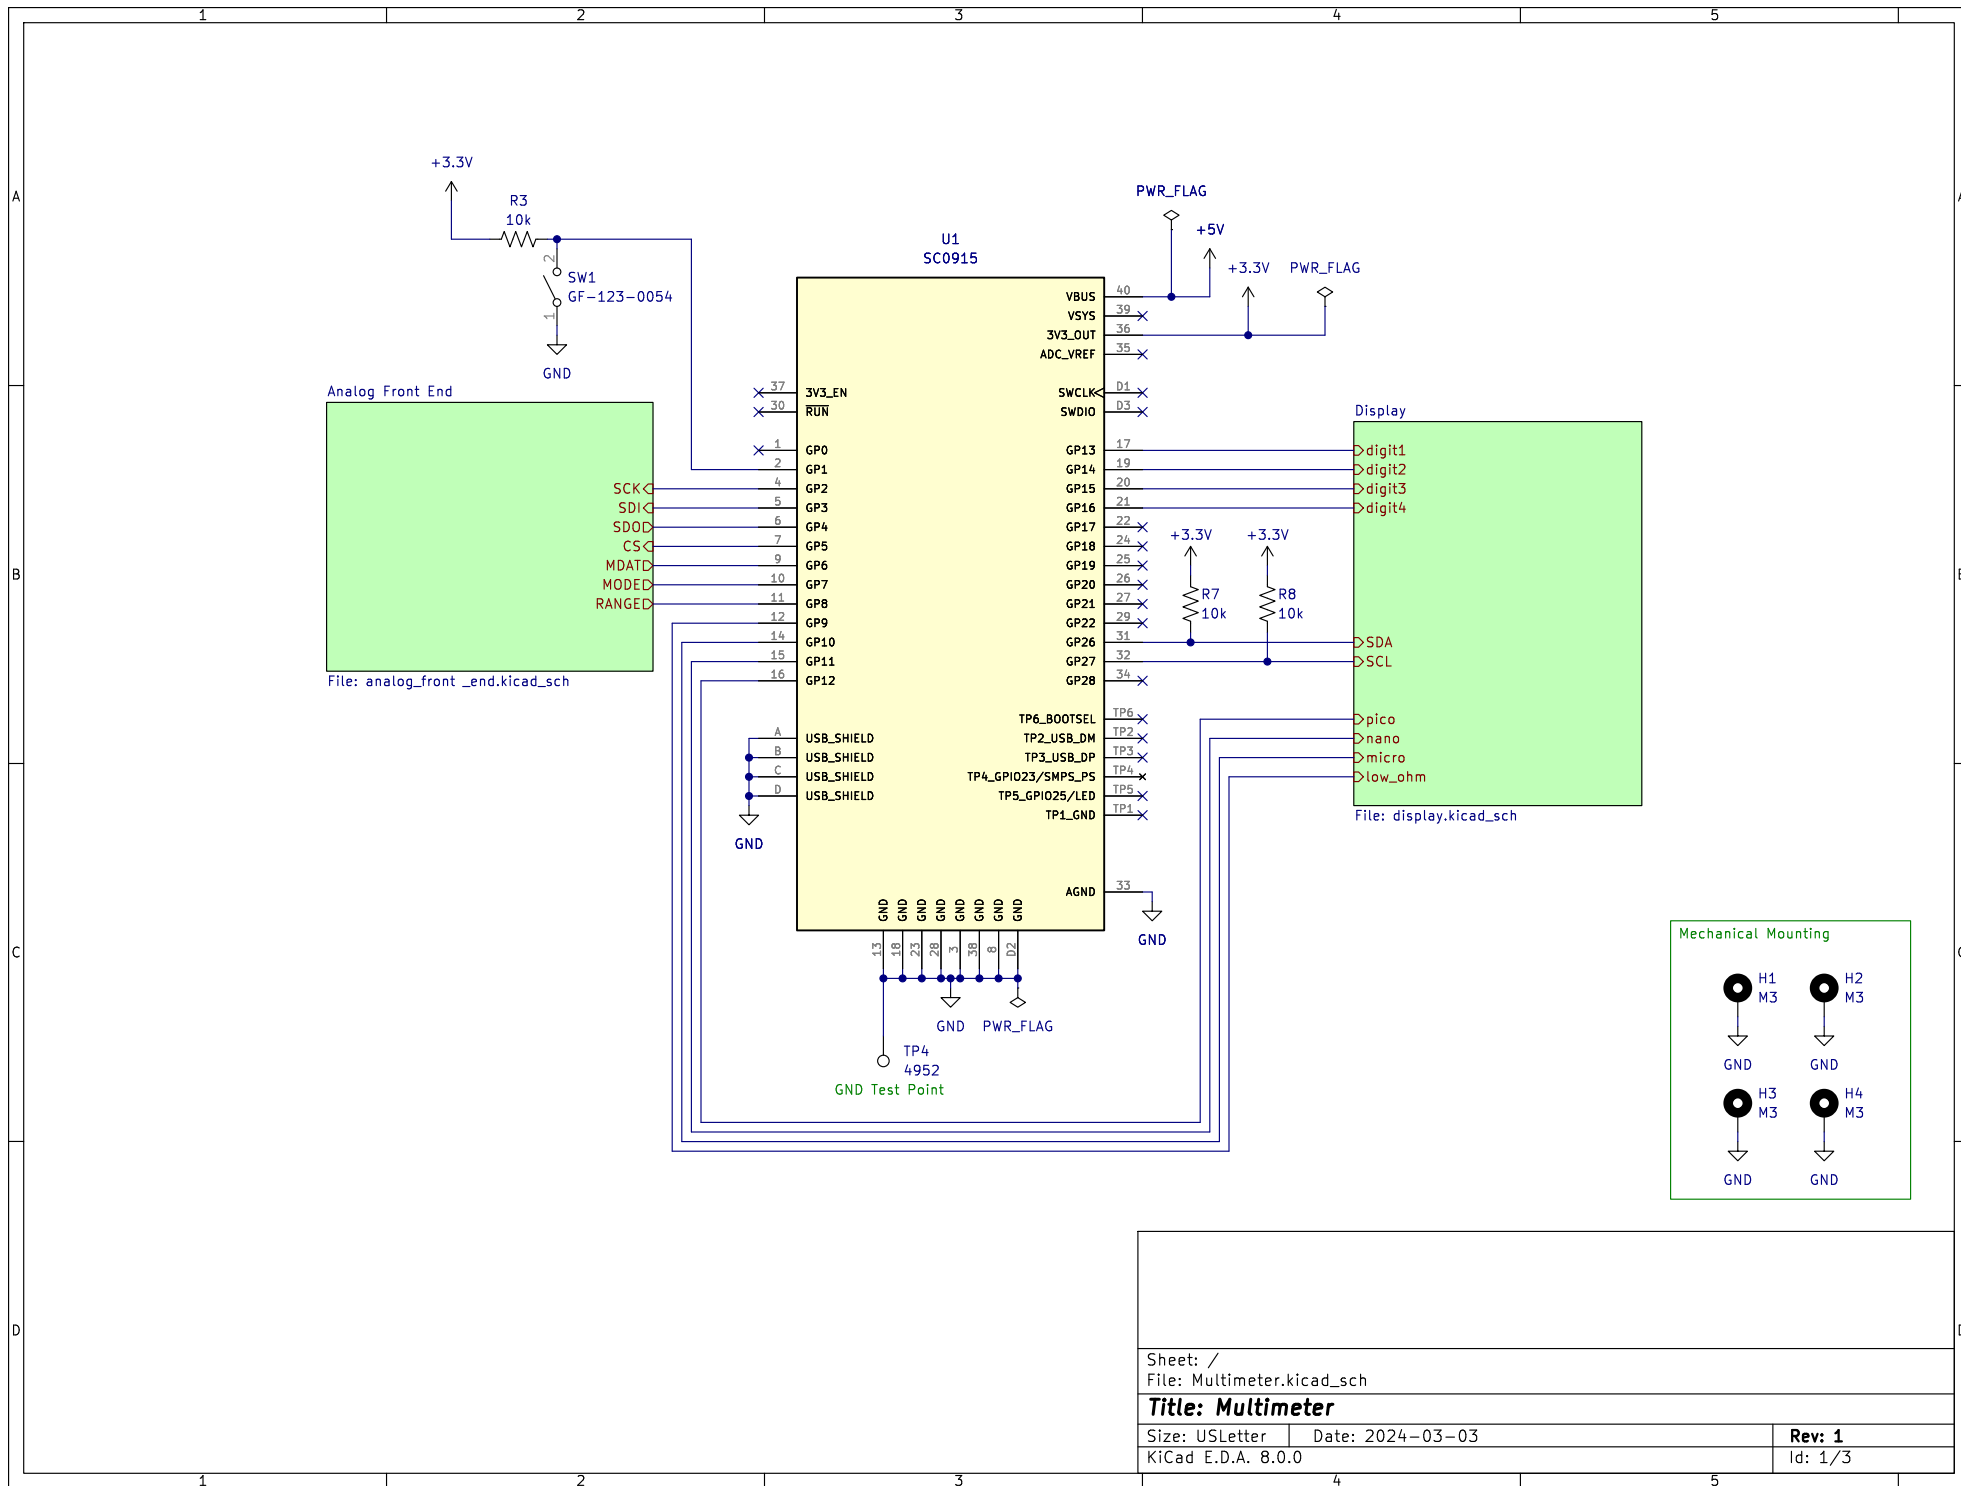 1 2 3 4 5
A
B
C
D
+3.3V
R3
10k
2
SW1
GF-123-0054
1
GND
PWR_FLAG
+5V
+3.3V PWR_FLAG
U1
SC0915
Analog Front End
SCK
SDI
SDO
CS
MDAT
MODE
RANGE
File: analog_front _end.kicad_sch
37 3V3_EN
30 RUN
1 GP0
2 GP1
4 GP2
5 GP3
6 GP4
7 GP5
9 GP6
10 GP7
11 GP8
12 GP9
14 GP10
15 GP11
16 GP12
A USB_SHIELD
B USB_SHIELD
C USB_SHIELD
D USB_SHIELD
GND
VBUS 40
VSYS 39
3V3_OUT 36
ADC_VREF 35
SWCLK D1
SWDIO D3
GP13 17
GP14 19
GP15 20
GP16 21
GP17 22
GP18 24
GP19 25
GP20 26
GP21 27
GP22 29
GP26 31
GP27 32
GP28 34
TP6_BOOTSEL TP6
TP2_USB_DM TP2
TP3_USB_DP TP3
TP4_GPIO23/SMPS_PS TP4
TP5_GPIO25/LED TP5
TP1_GND TP1
AGND 33
GND
GND GND GND GND GND GND GND GND
13 18 23 28 3 38 8 D2
GND PWR_FLAG
TP4
4952
GND Test Point
+3.3V +3.3V
R7
10k
R8
10k
Display
digit1
digit2
digit3
digit4
SDA
SCL
pico
nano
micro
low_ohm
File: display.kicad_sch
Mechanical Mounting
H1
M3
GND
H2
M3
GND
H3
M3
GND
H4
M3
GND
Sheet: /
File: Multimeter.kicad_sch
Title: Multimeter
Size: USLetter Date: 2024-03-03 Rev: 1
KiCad E.D.A. 8.0.0 Id: 1/3
A
B
C
D
1 2 3 4 5